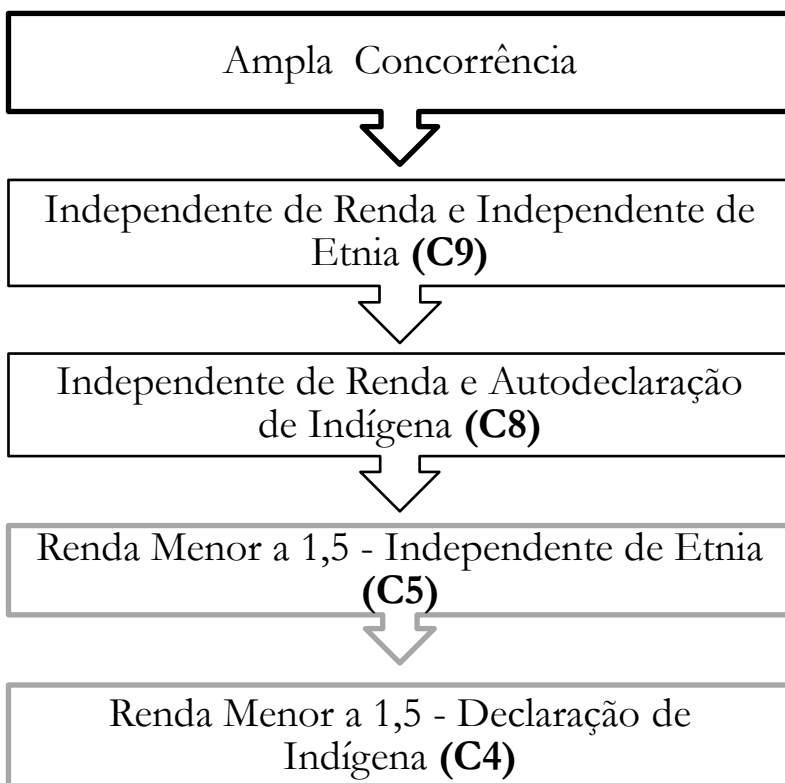 Ampla Concorrência
Independente de Renda e Independente de
Etnia (C9)
Independente de Renda e Autodeclaração
de Indígena (C8)
Renda Menor a 1,5 - Independente de Etnia
(C5)
Renda Menor a 1,5 - Declaração de
Indígena (C4)